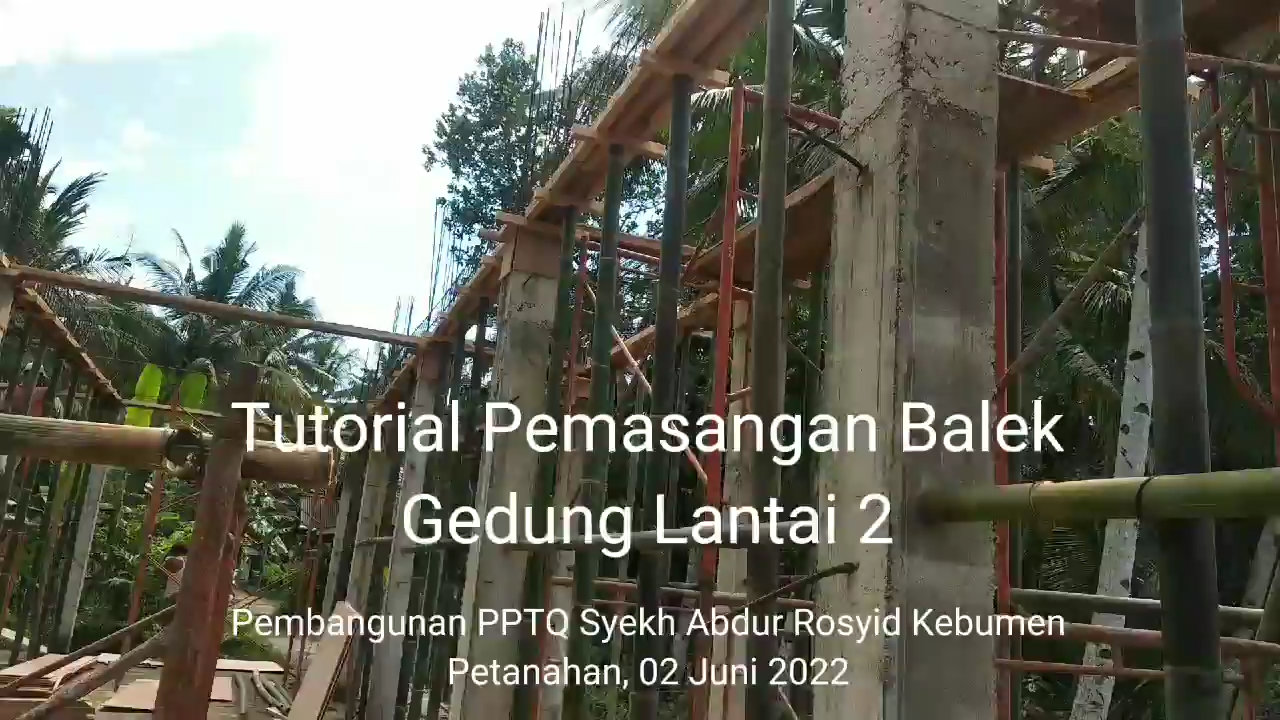 Tutorial Pemasangan Balek
Gedung Lantai 2
Pembangunan PPTQ Syekh Abdur Rosyid Kebumen
Petanahan, 02 Juni 2022